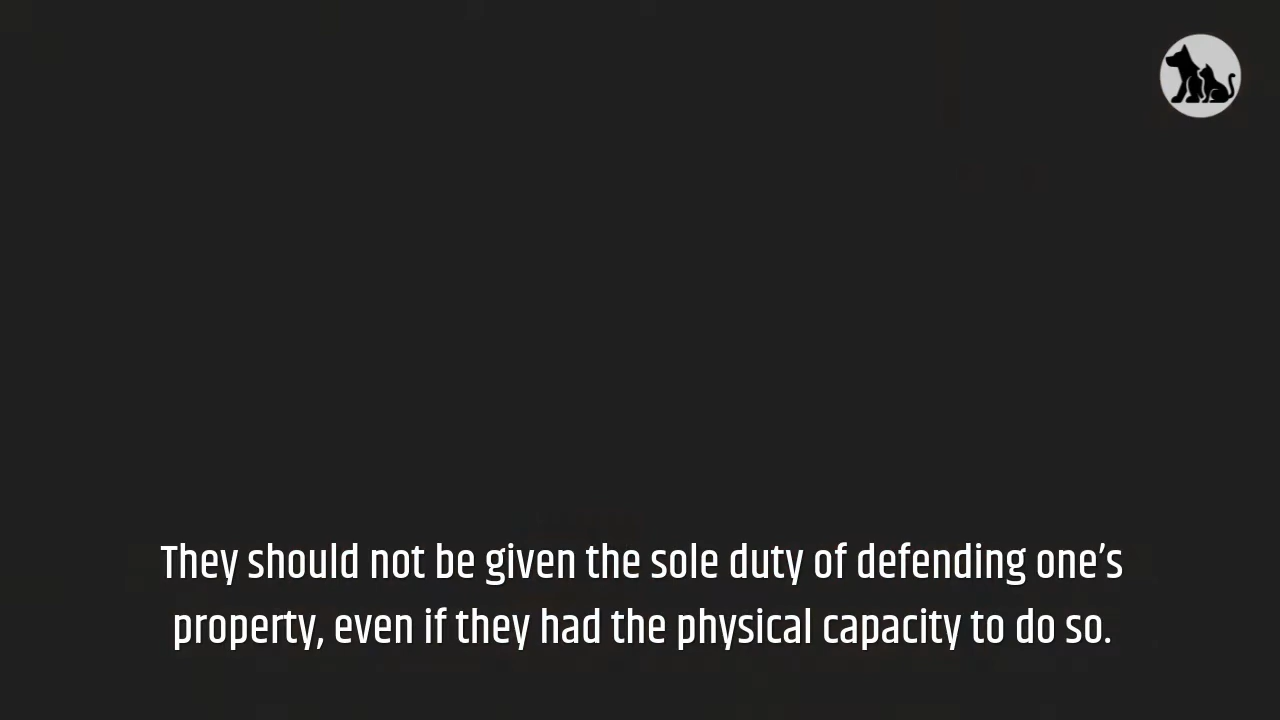 They should not be given the sole duty of defending one’s
property, even if they had the physical capacity to do so.